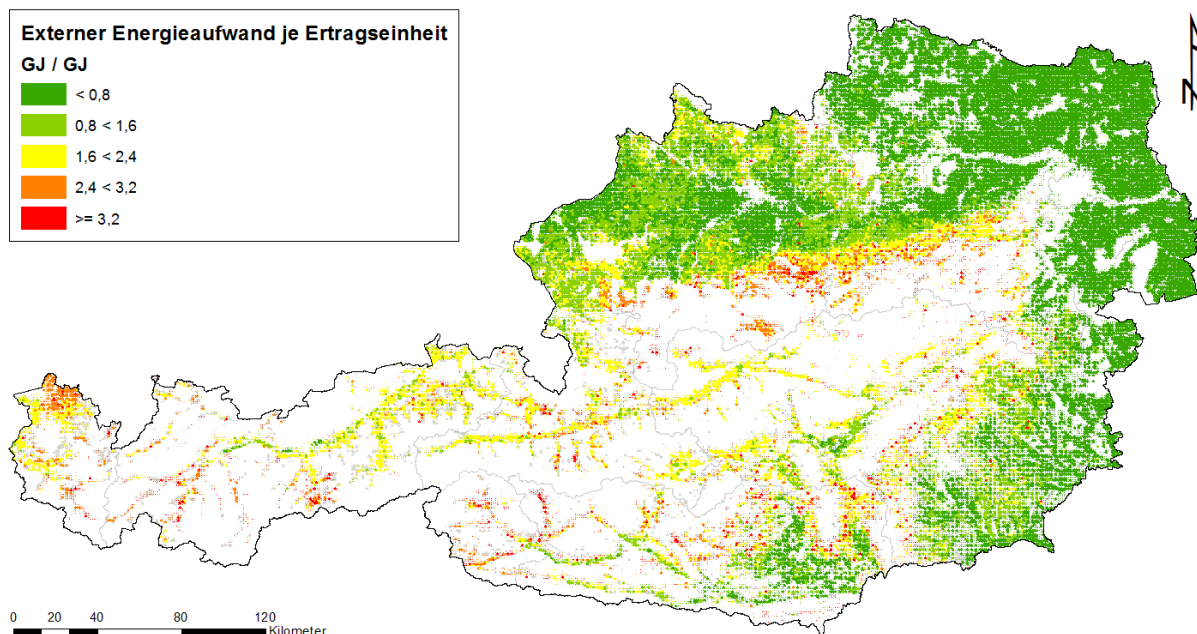 Externer Energieaufwand je Ertragseinheit
GJ / GJ
< 0,8
0,8 < 1,6
1,6 < 2,4
2,4 < 3,2
>= 3,2
N
0 20 40 80 120
Kilometer